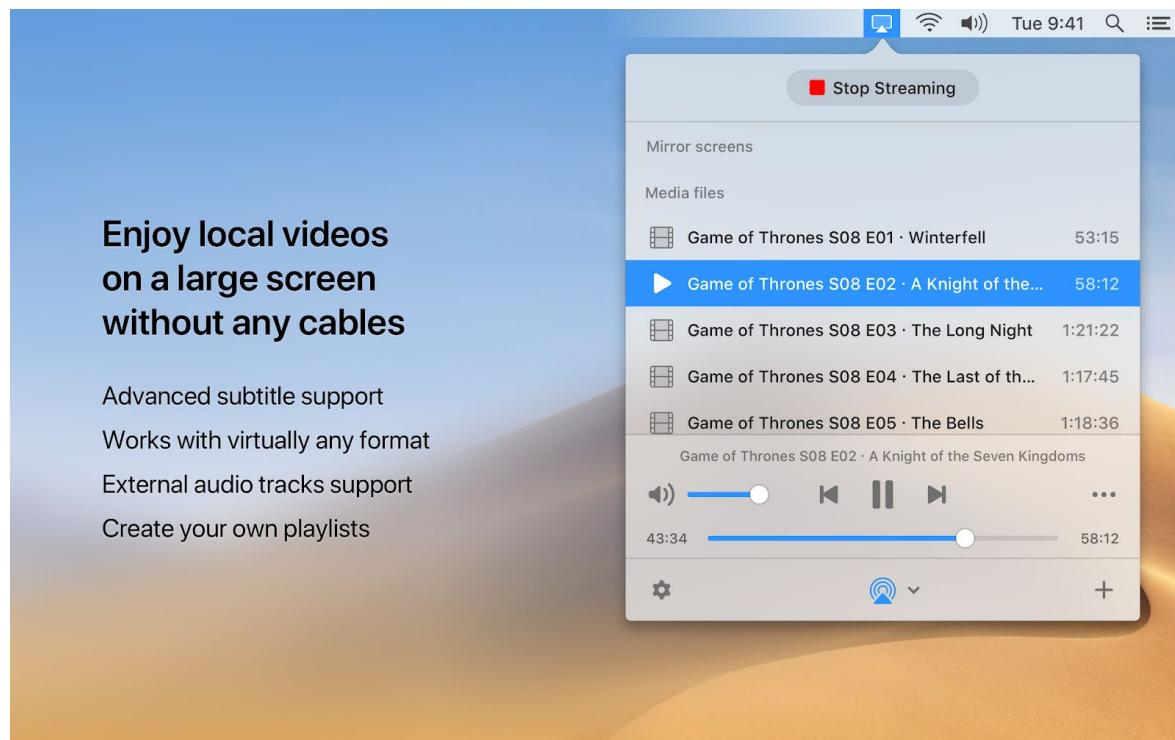 Tue 9:41
Stop Streaming
Mirror screens
Media files
Game of Thrones S08 E01 · Winterfell 53:15
Game of Thrones S08 E02 · A Knight of the... 58:12
Game of Thrones S08 E03 · The Long Night 1:21:22
Game of Thrones S08 E04 · The Last of th... 1:17:45
Game of Thrones S08 E05 · The Bells 1:18:36
Game of Thrones S08 E02 · A Knight of the Seven Kingdoms
43:34 58:12
Enjoy local videos
on a large screen
without any cables
Advanced subtitle support
Works with virtually any format
External audio tracks support
Create your own playlists